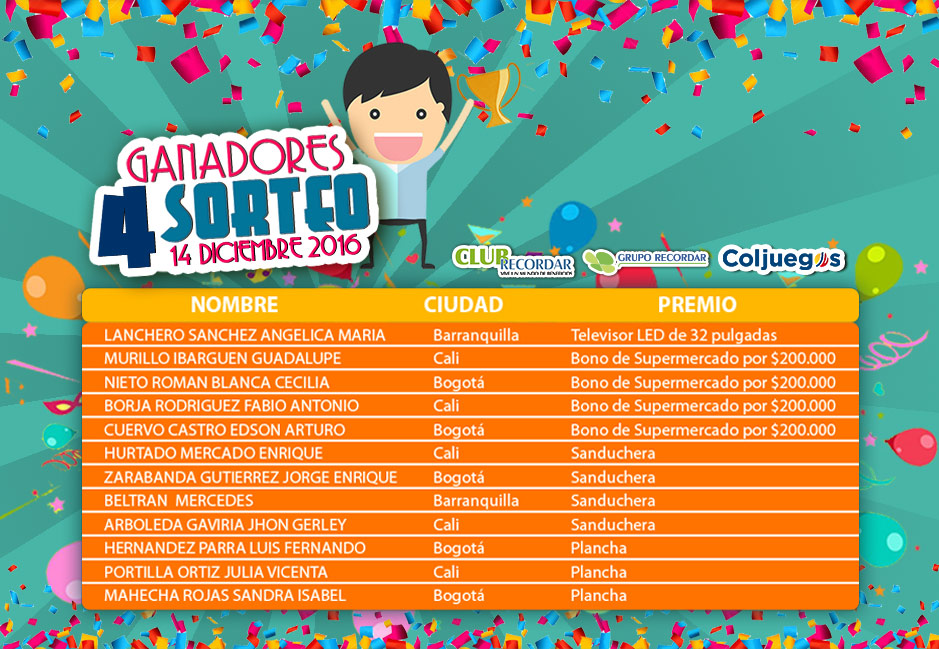 GANADORES
4 SORTEO
14 DICIEMBRE 2016
CLUB RECORDAR
GRUPO RECORDAR
Coljuegos
NOMBRE CIUDAD PREMIO
LANCHERO SANCHEZ ANGELICA MARIA Barranquilla Televisor LED de 32 pulgadas
MURILLO IBARGUEN GUADALUPE Cali Bono de Supermercado por $200.000
NIETO ROMAN BLANCA CECILIA Bogotá Bono de Supermercado por $200.000
BORJA RODRIGUEZ FABIO ANTONIO Cali Bono de Supermercado por $200.000
CUERVO CASTRO EDSON ARTURO Bogotá Bono de Supermercado por $200.000
HURTADO MERCADO ENRIQUE Cali Sanduchera
ZARABANDA GUTIERREZ JORGE ENRIQUE Bogotá Sanduchera
BELTRAN MERCEDES Barranquilla Sanduchera
ARBOLEDA GAVIRIA JHON GERLEY Cali Sanduchera
HERNANDEZ PARRA LUIS FERNANDO Bogotá Plancha
PORTILLA ORTIZ JULIA VICENTA Cali Plancha
MAHECHA ROJAS SANDRA ISABEL Bogotá Plancha